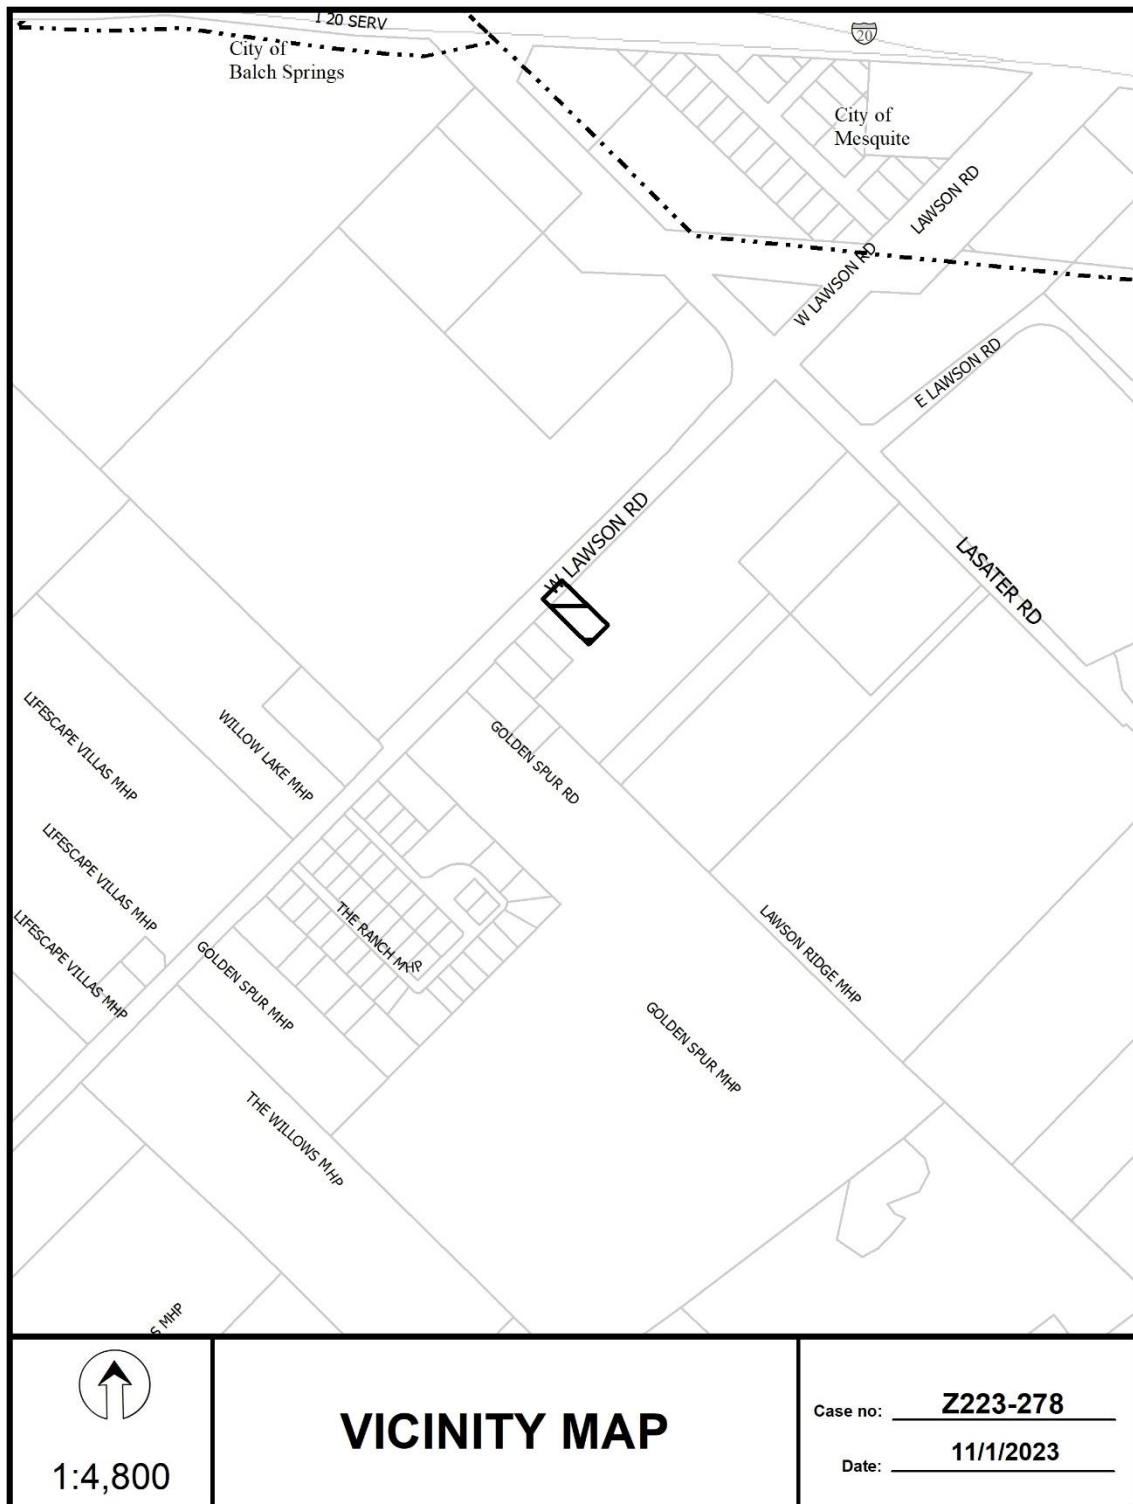 I 20 SERV
20
City of
Balch Springs
City of
Mesquite
LAWSON RD
W LAWSON RD
E LAWSON RD
W LAWSON RD
LASATER RD
LIFESCAPE VILLAS MHP
WILLOW LAKE MHP
GOLDEN SPUR RD
LIFESCAPE VILLAS MHP
LIFESCAPE VILLAS MHP
THE RANCH MHP
LAWSON RIDGE MHP
GOLDEN SPUR MHP
GOLDEN SPUR MHP
THE WILLOWS MHP
S MHP
1:4,800
VICINITY MAP
Case no: Z223-278
Date: 11/1/2023